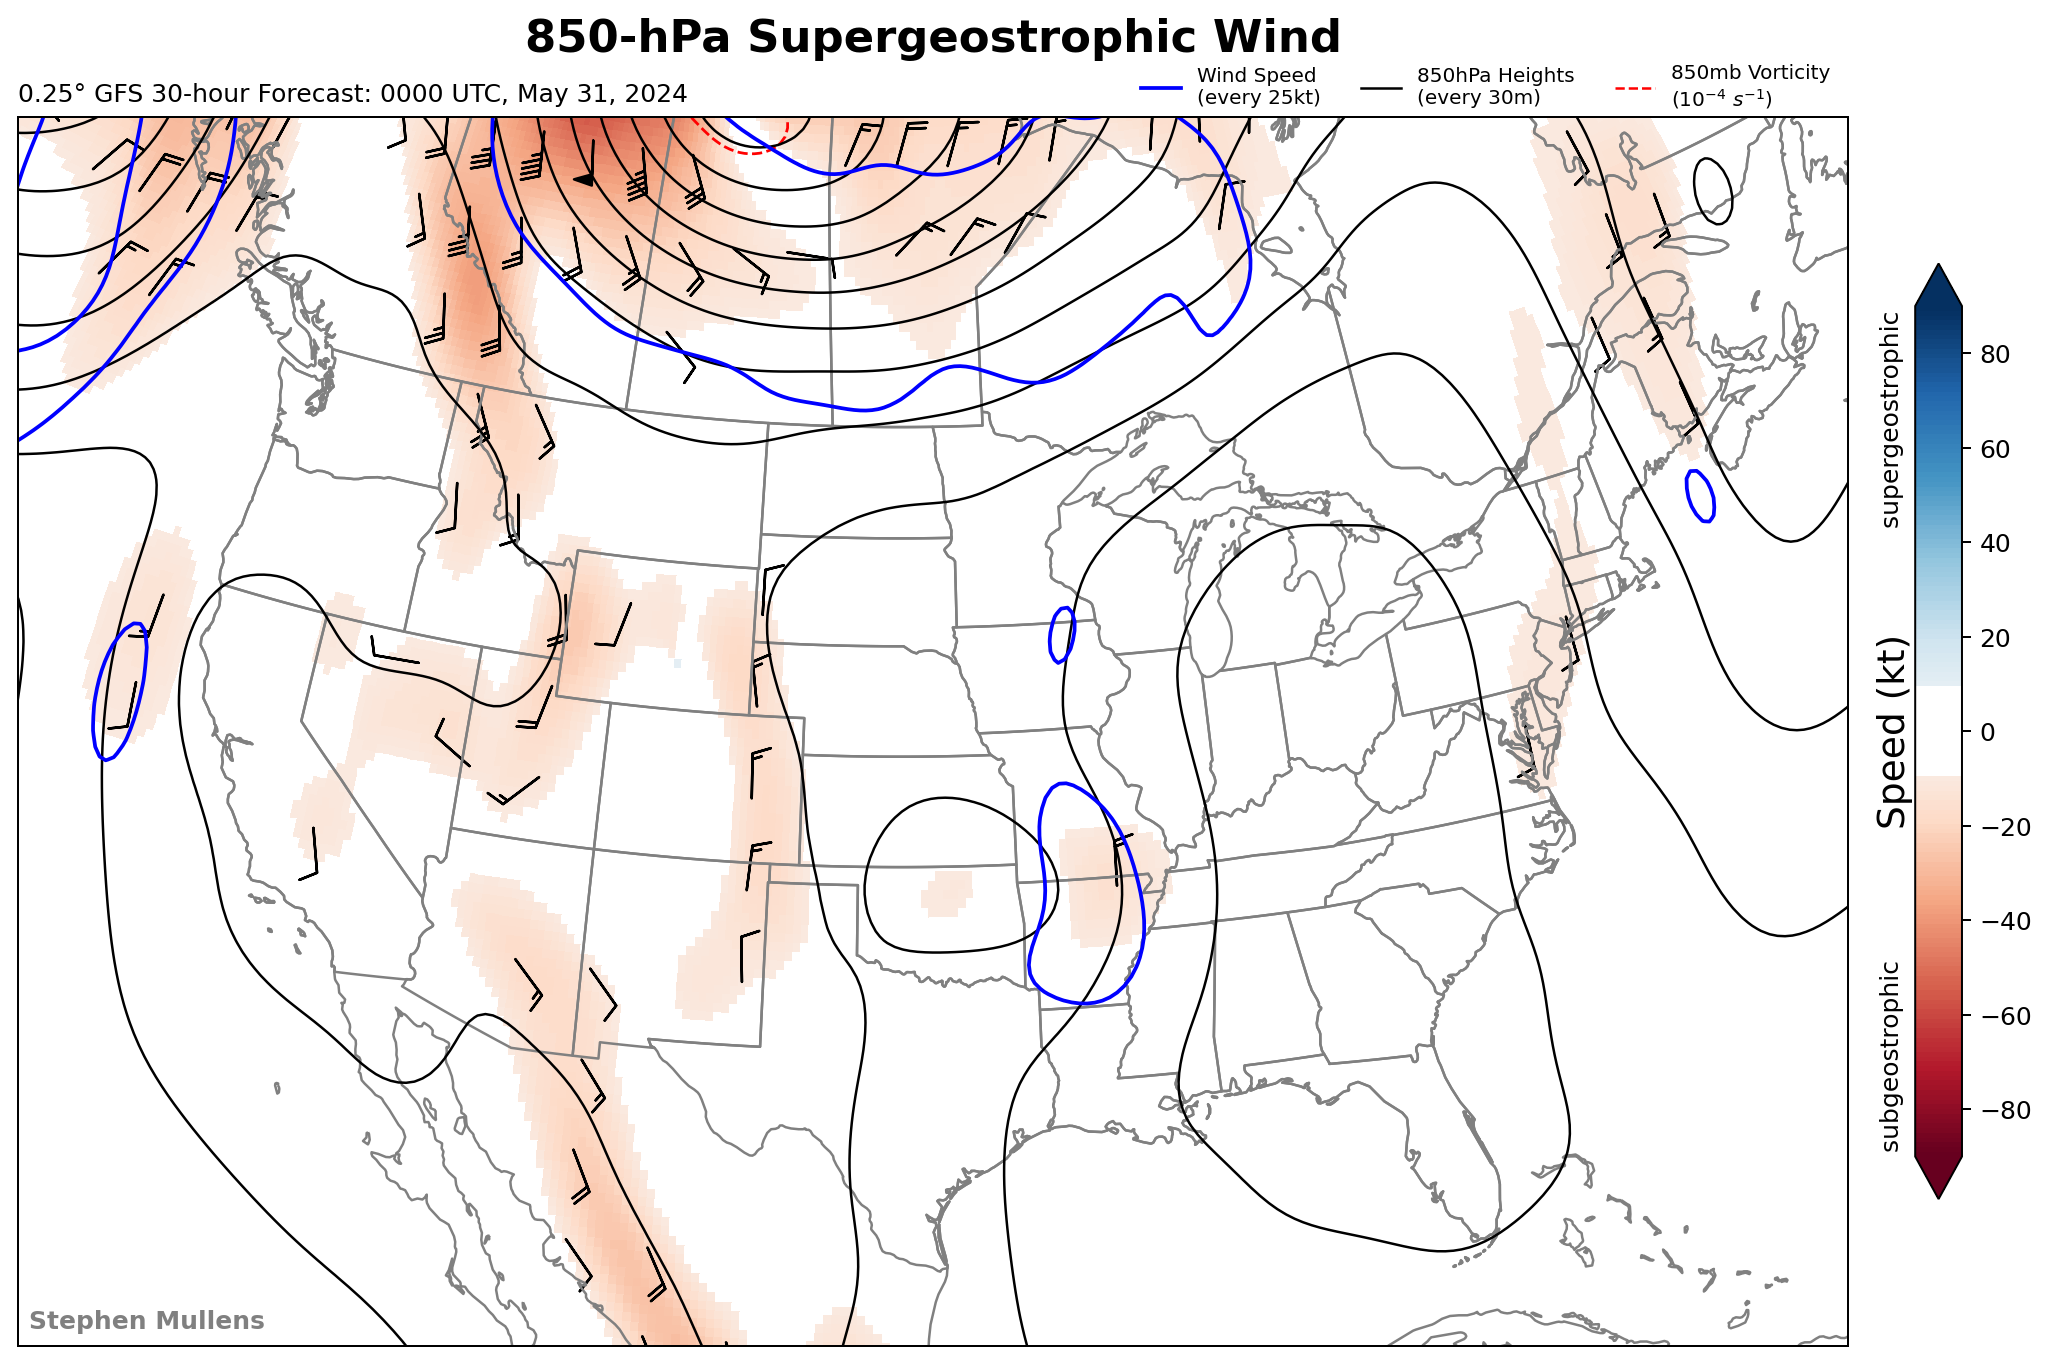 850-hPa Supergeostrophic Wind
0.25° GFS 30-hour Forecast: 0000 UTC, May 31, 2024
Wind Speed
(every 25kt)
850hPa Heights
(every 30m)
850mb Vorticity
(10⁻⁴ s⁻¹)
supergeostrophic
Speed (kt)
subgeostrophic
80
60
40
20
0
−20
−40
−60
−80
Stephen Mullens